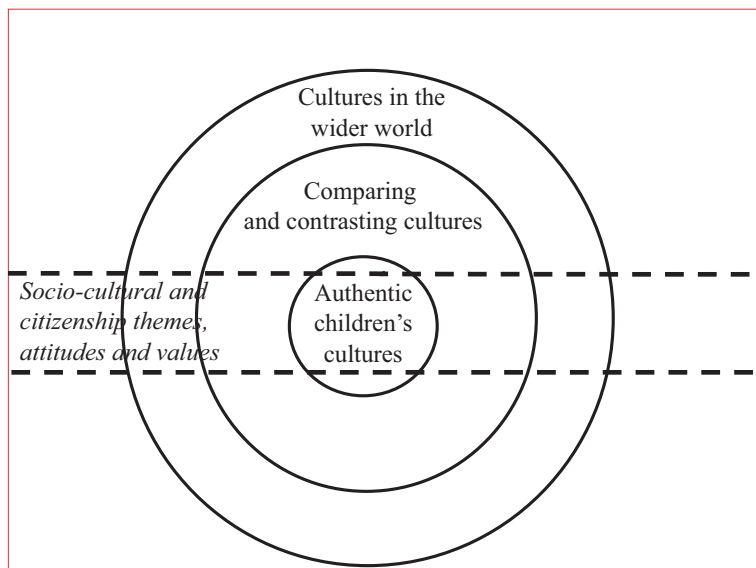 Cultures in the
wider world
Comparing
and contrasting cultures
Socio-cultural and
citizenship themes,
attitudes and values
Authentic
children’s
cultures